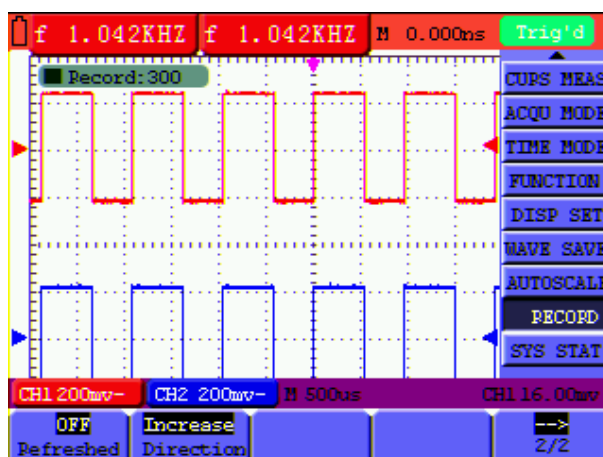 f 1.042KHZ f 1.042KHZ M 0.000ns Trig'd
Record:300
CURS MEAS
ACQU MODE
TIME MODE
FUNCTION
DISP SET
WAVE SAVE
AUTOSCALE
RECORD
SYS STAT
CH1 200mv- CH2 200mv- M 500us CH1 16.00mv
OFF Increase -->
Refreshed Direction 2/2